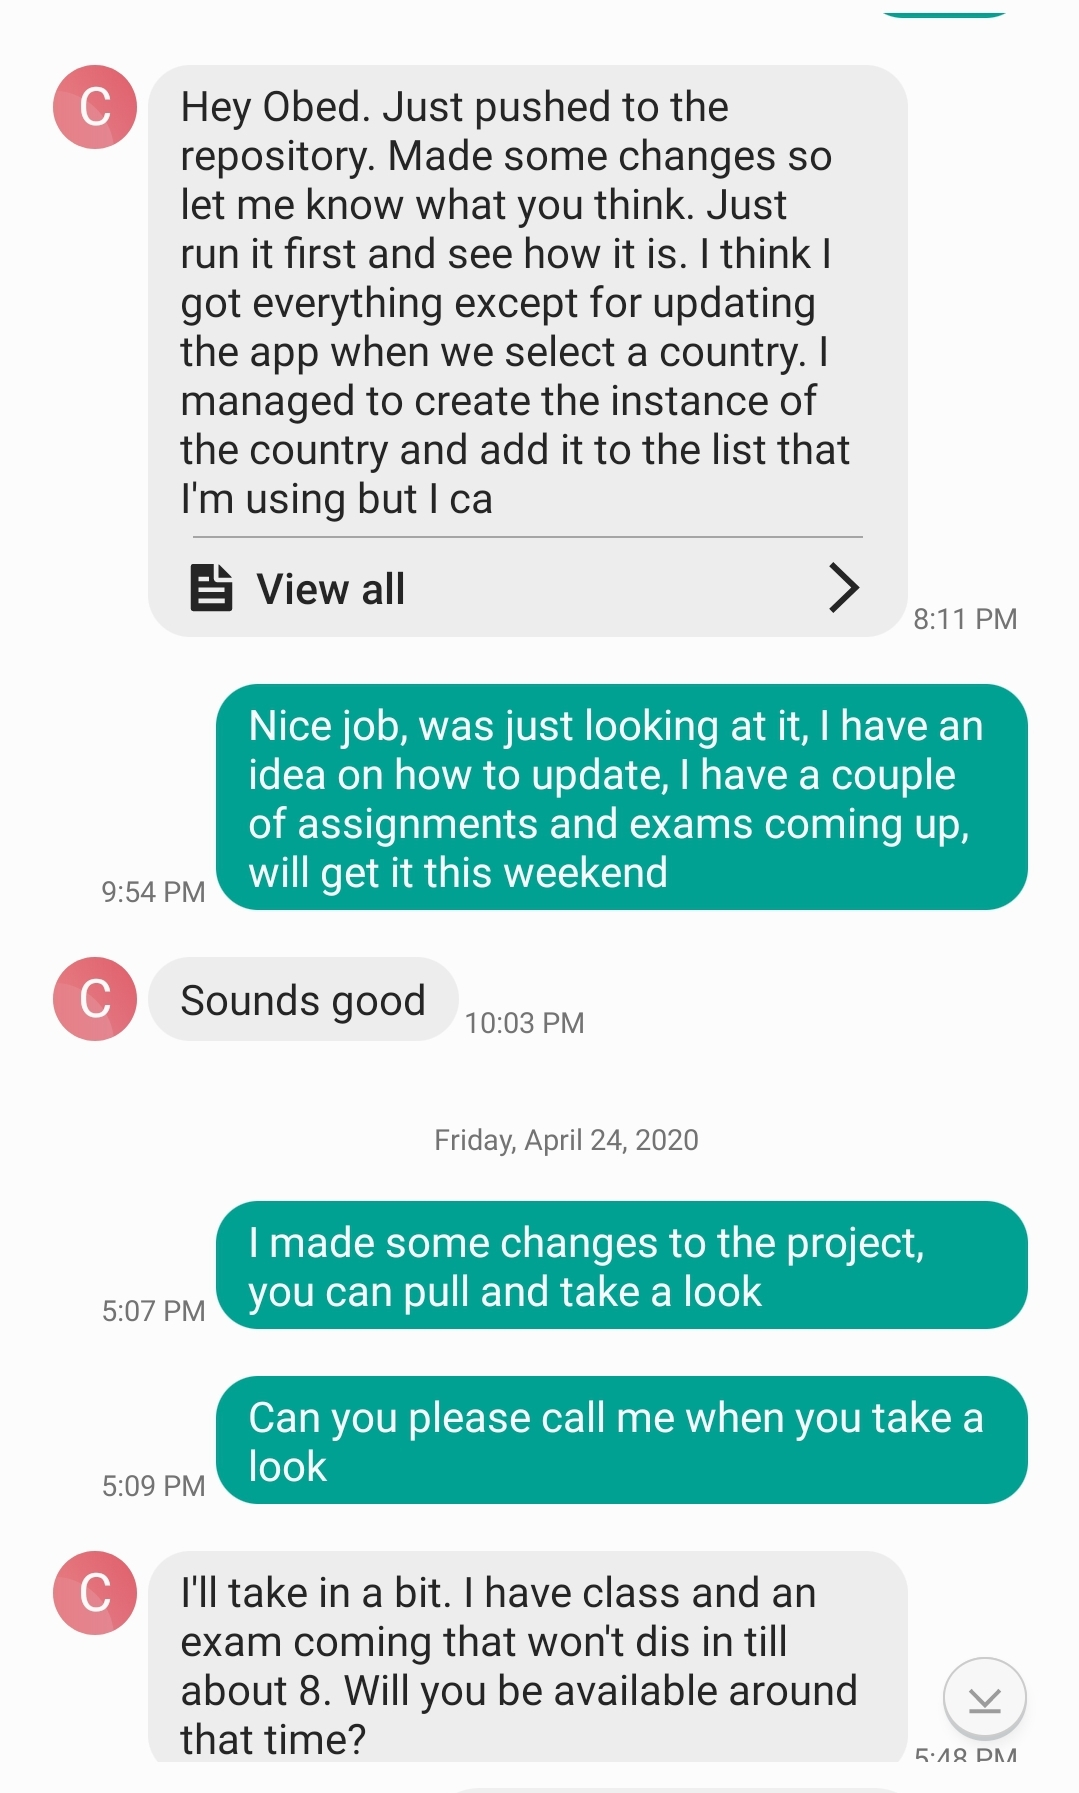 C
Hey Obed. Just pushed to the
repository. Made some changes so
let me know what you think. Just
run it first and see how it is. I think I
got everything except for updating
the app when we select a country. I
managed to create the instance of
the country and add it to the list that
I'm using but I ca
View all
8:11 PM
Nice job, was just looking at it, I have an
idea on how to update, I have a couple
of assignments and exams coming up,
will get it this weekend
9:54 PM
C
Sounds good
10:03 PM
Friday, April 24, 2020
I made some changes to the project,
you can pull and take a look
5:07 PM
Can you please call me when you take a
look
5:09 PM
C
I'll take in a bit. I have class and an
exam coming that won't dis in till
about 8. Will you be available around
that time?
5:48 PM